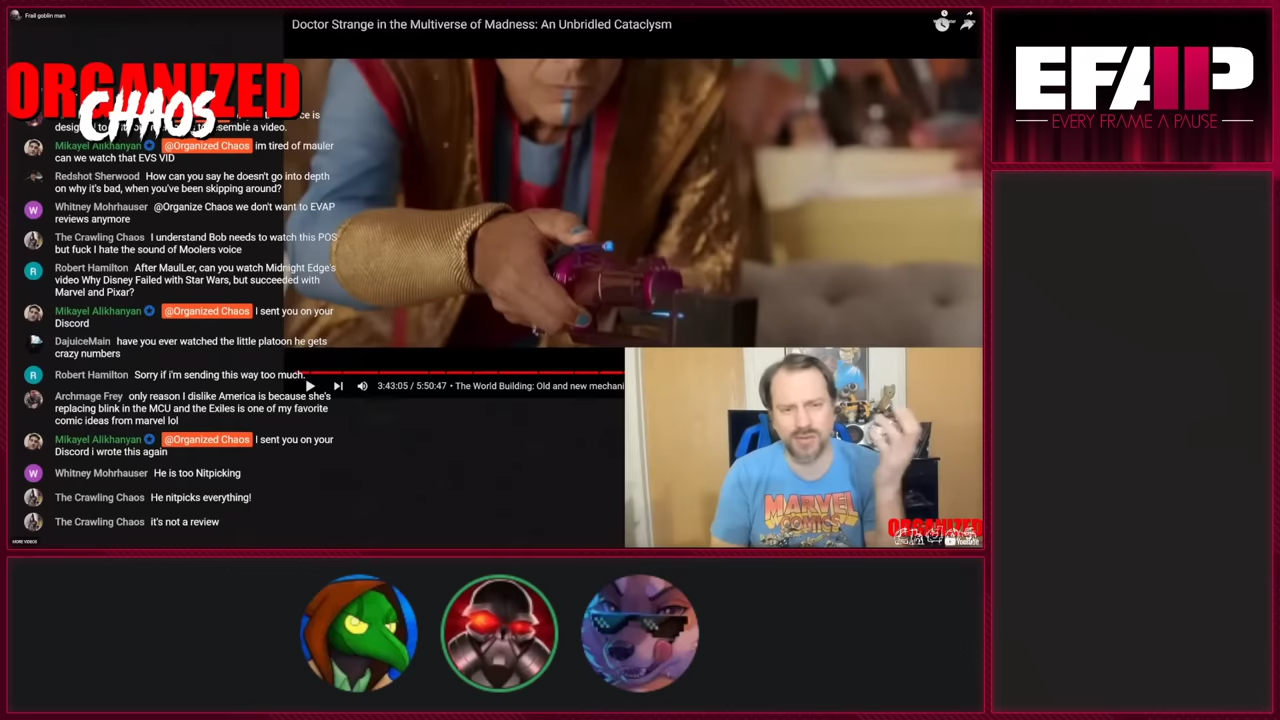 Frail goblin man
Doctor Strange in the Multiverse of Madness: An Unbridled Cataclysm
ORGANIZED
CHAOS
EFAP
EVERY FRAME A PAUSE
ce is
desig
esemble a video.
Mikayel Alikhanyan @Organized Chaos im tired of mauler
can we watch that EVS VID
Redshot Sherwood How can you say he doesn't go into depth
on why it's bad, when you've been skipping around?
Whitney Mohrhauser @Organize Chaos we don't want to EVAP
reviews anymore
The Crawling Chaos I understand Bob needs to watch this POS
but fuck I hate the sound of Moolers voice
Robert Hamilton After MaulLer, can you watch Midnight Edge's
video Why Disney Failed with Star Wars, but succeeded with
Marvel and Pixar?
Mikayel Alikhanyan @Organized Chaos I sent you on your
Discord
DajuiceMain have you ever watched the little platoon he gets
crazy numbers
Robert Hamilton Sorry if i'm sending this way too much.
3:43:05 / 5:50:47 • The World Building: Old and new mechani
Archmage Frey only reason I dislike America is because she's
replacing blink in the MCU and the Exiles is one of my favorite
comic ideas from marvel lol
Mikayel Alikhanyan @Organized Chaos I sent you on your
Discord i wrote this again
Whitney Mohrhauser He is too Nitpicking
The Crawling Chaos He nitpicks everything!
The Crawling Chaos it's not a review
MORE VIDEOS
MARVEL
COMICS
ORGANIZED
YouTube